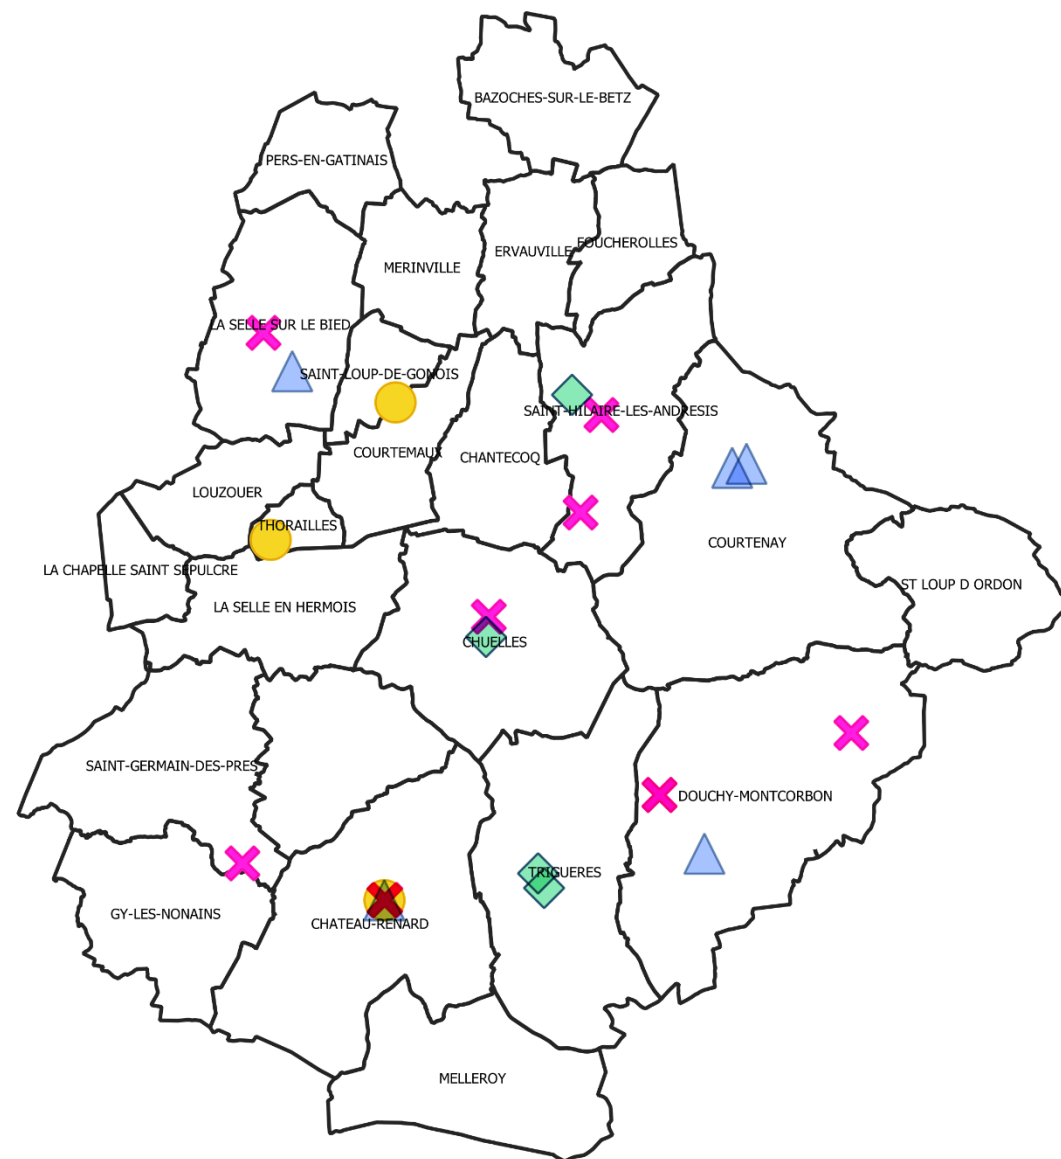 BAZOCHES-SUR-LE-BETZ
PERS-EN-GATINAIS
ERVAUVILLE
FOUCHEROLLES
MERINVILLE
LA SELLE SUR LE BIED
SAINT-LOUP-DE-GONOIS
SAINT-HILAIRE-LES-ANDRESIS
COURTEMAUX
CHANTECOQ
LOUZOUER
THORAILLES
COURTENAY
LA CHAPELLE SAINT SEPULCRE
ST LOUP D ORDON
LA SELLE EN HERMOIS
CHUELLES
SAINT-GERMAIN-DES-PRES
DOUCHY-MONTCORBON
TRIGUERES
GY-LES-NONAINS
CHATEAU-RENARD
MELLEROY